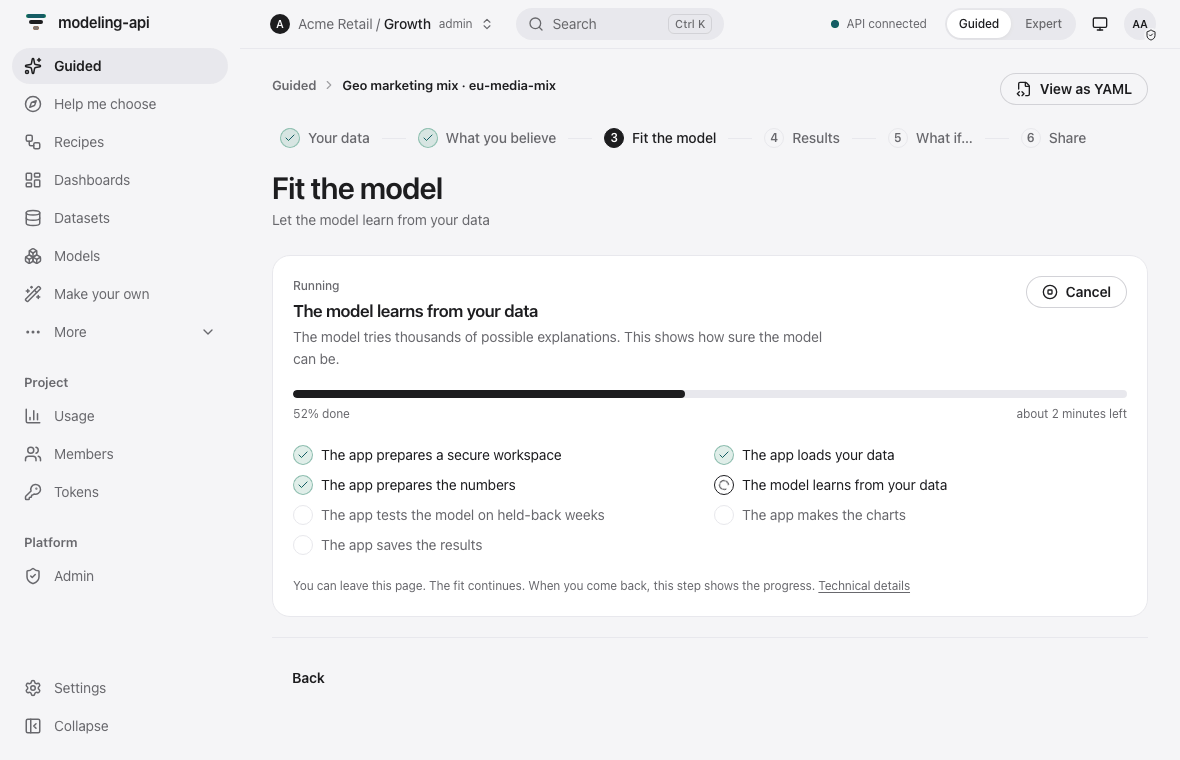 modeling-api
A Acme Retail / Growth admin
Search Ctrl K
API connected
Guided Expert
AA
Guided
Help me choose
Recipes
Dashboards
Datasets
Models
Make your own
More
Project
Usage
Members
Tokens
Platform
Admin
Settings
Collapse
Guided > Geo marketing mix · eu-media-mix
View as YAML
Your data What you believe 3 Fit the model 4 Results 5 What if... 6 Share
Fit the model
Let the model learn from your data
Running
Cancel
The model learns from your data
The model tries thousands of possible explanations. This shows how sure the model
can be.
52% done about 2 minutes left
The app prepares a secure workspace The app loads your data
The app prepares the numbers The model learns from your data
The app tests the model on held-back weeks The app makes the charts
The app saves the results
You can leave this page. The fit continues. When you come back, this step shows the progress. Technical details
Back